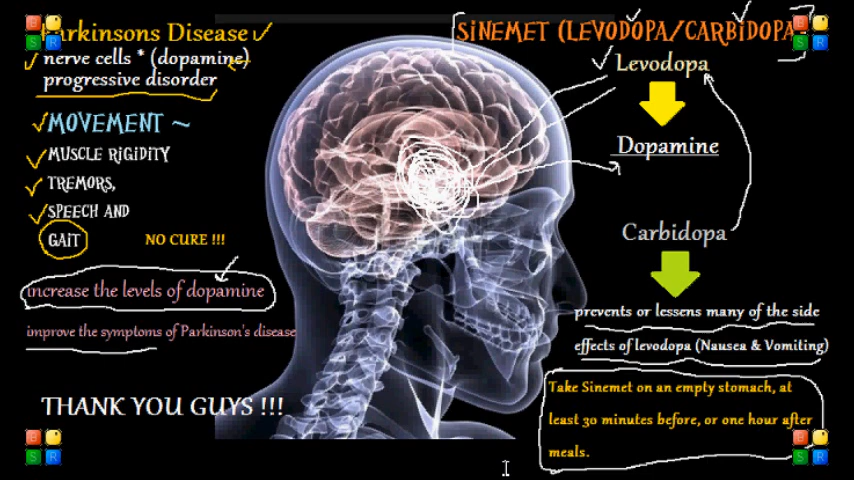 Parkinsons Disease
nerve cells * (dopamine)
progressive disorder
MOVEMENT ~
MUSCLE RIGIDITY
TREMORS,
SPEECH AND
GAIT
NO CURE !!!
increase the levels of dopamine
improve the symptoms of Parkinson's disease
THANK YOU GUYS !!!
SINEMET (LEVODOPA/CARBIDOPA
Levodopa
Dopamine
Carbidopa
prevents or lessens many of the side
effects of levodopa (Nausea & Vomiting)
Take Sinemet on an empty stomach, at
least 30 minutes before, or one hour after
meals.
B
S R
B
S R
B
S R
B
S R